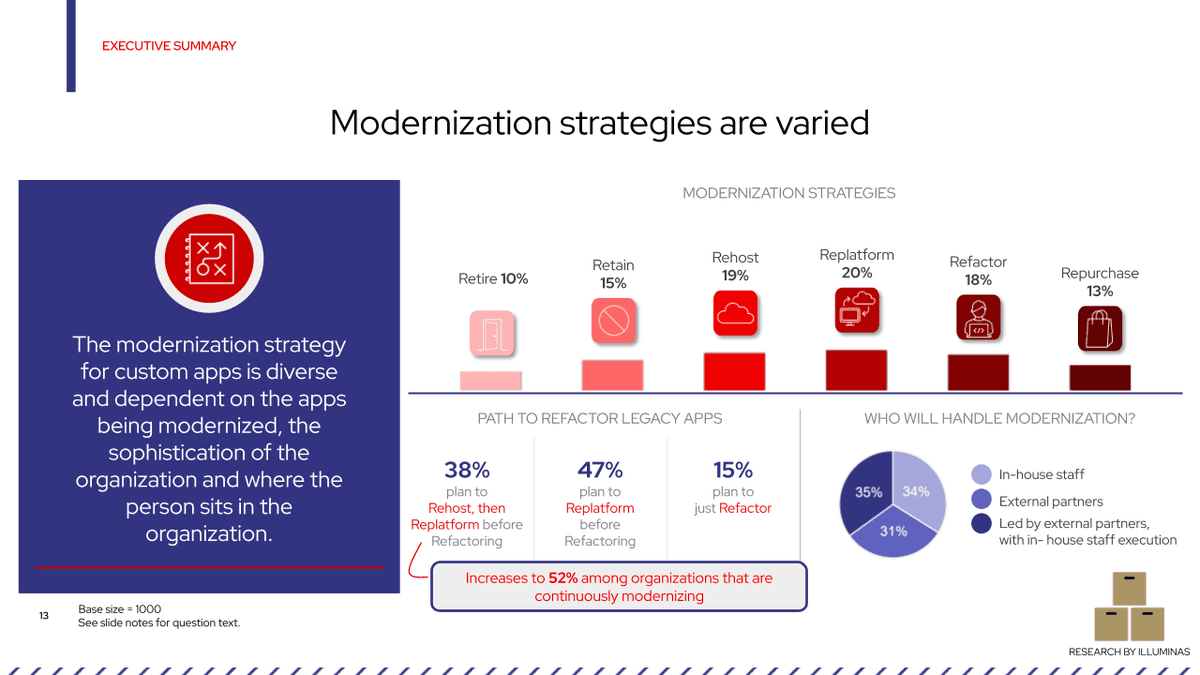 EXECUTIVE SUMMARY
Modernization strategies are varied
The modernization strategy
for custom apps is diverse
and dependent on the apps
being modernized, the
sophistication of the
organization and where the
person sits in the
organization.
MODERNIZATION STRATEGIES
Retire 10%
Retain
15%
Rehost
19%
Replatform
20%
Refactor
18%
Repurchase
13%
PATH TO REFACTOR LEGACY APPS
38%
plan to
Rehost, then
Replatform before
Refactoring
47%
plan to
Replatform
before
Refactoring
15%
plan to
just Refactor
Increases to 52% among organizations that are
continuously modernizing
WHO WILL HANDLE MODERNIZATION?
35%
34%
31%
In-house staff
External partners
Led by external partners,
with in- house staff execution
13
Base size = 1000
See slide notes for question text.
RESEARCH BY ILLUMINAS